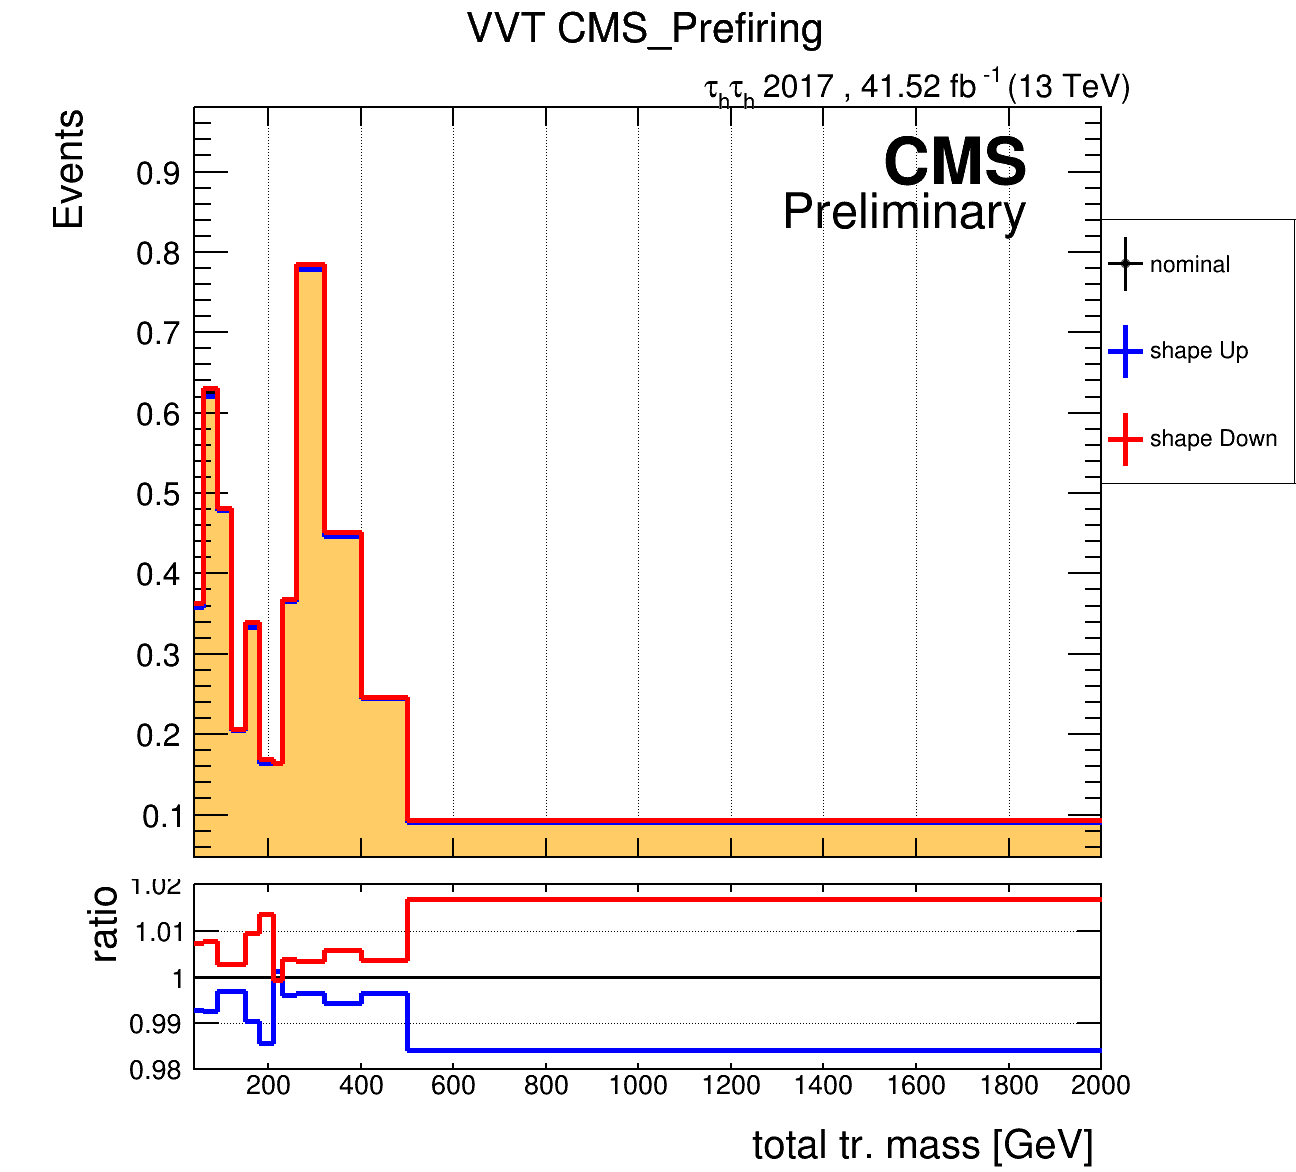 VVT CMS_Prefiring
τhτh 2017 , 41.52 fb -1 (13 TeV)
Events
CMS
Preliminary
0.9
0.8
0.7
0.6
0.5
0.4
0.3
0.2
0.1
nominal
shape Up
shape Down
ratio
1.02
1.01
1
0.99
0.98
200 400 600 800 1000 1200 1400 1600 1800 2000
total tr. mass [GeV]